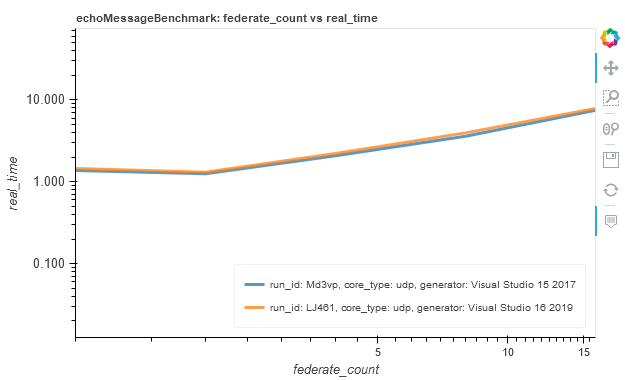 echoMessageBenchmark: federate_count vs real_time
10.000
1.000
0.100
real_time
run_id: Md3vp, core_type: udp, generator: Visual Studio 15 2017
run_id: LJ461, core_type: udp, generator: Visual Studio 16 2019
5
10
15
federate_count